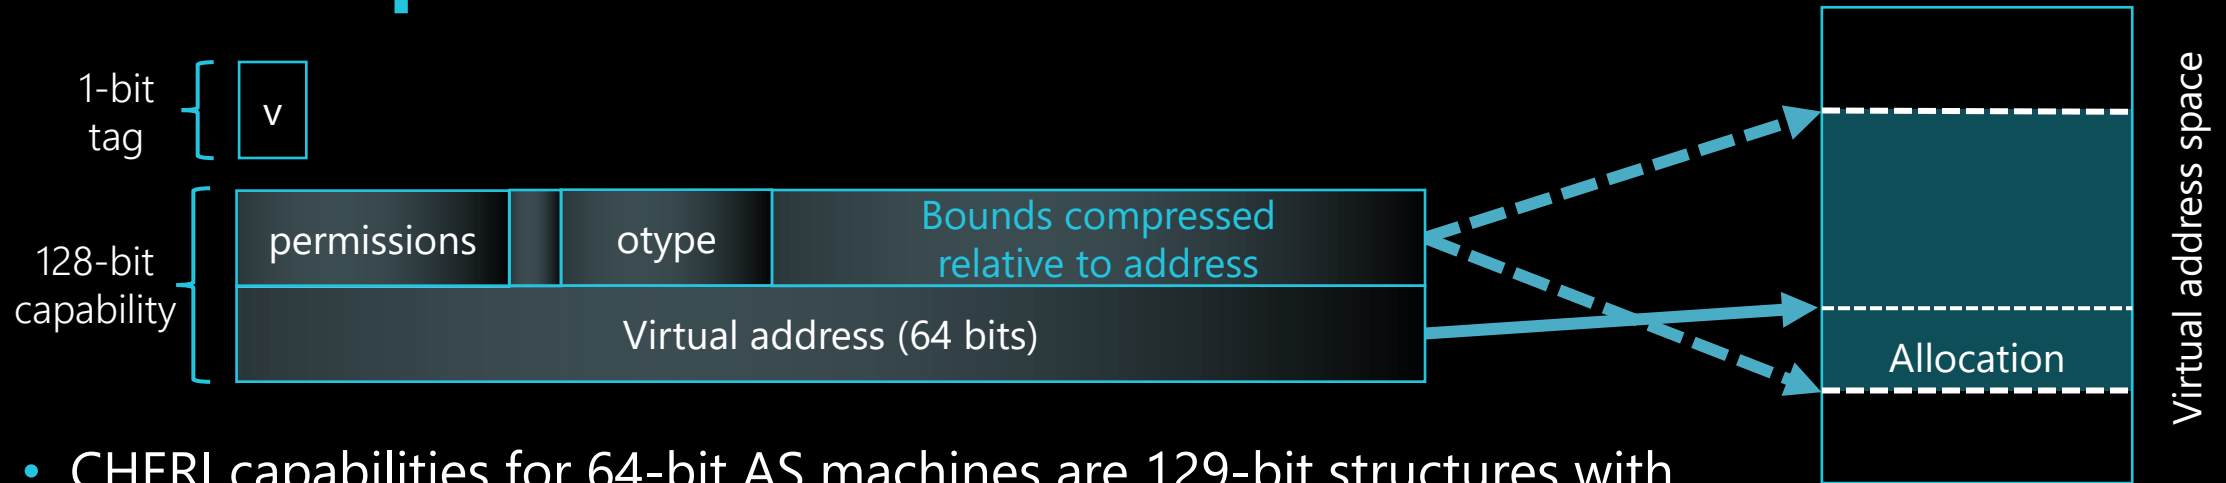 1-bit
tag
v
128-bit
capability
permissions
otype
Bounds compressed
relative to address
Virtual address (64 bits)
Allocation
Virtual address space
• CHERI capabilities for 64-bit AS machines are 129-bit structures with